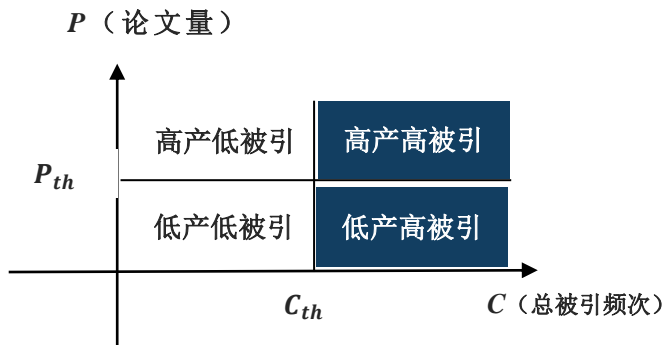 P（论文量）
高产低被引 高产高被引
P_th
低产低被引 低产高被引
C_th C（总被引频次）